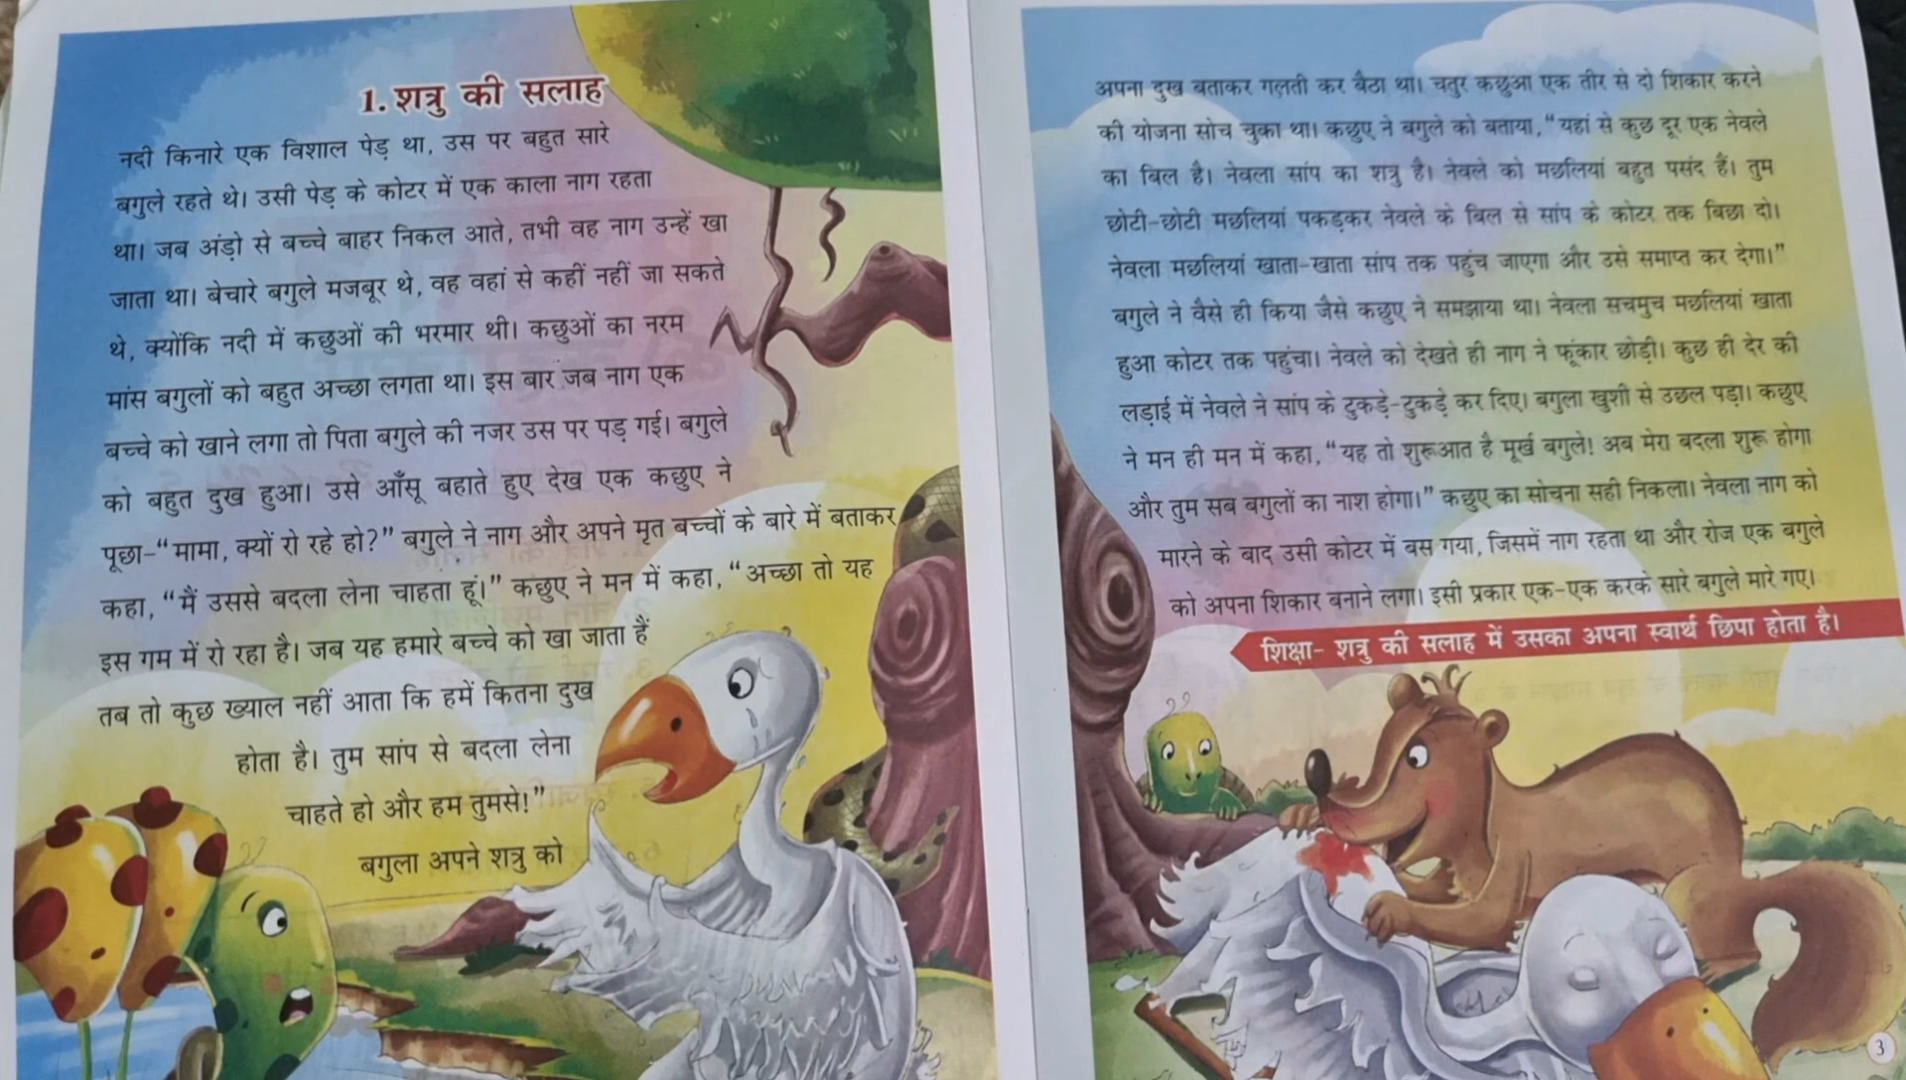 1. शत्रु की सलाह
नदी किनारे एक विशाल पेड़ था, उस पर बहुत सारे
बगुले रहते थे। उसी पेड़ के कोटर में एक काला नाग रहता
था। जब अंड़ो से बच्चे बाहर निकल आते, तभी वह नाग उन्हें खा
जाता था। बेचारे बगुले मजबूर थे, वह वहां से कहीं नहीं जा सकते
थे, क्योंकि नदी में कछुओं की भरमार थी। कछुओं का नरम
मांस बगुलों को बहुत अच्छा लगता था। इस बार जब नाग एक
बच्चे को खाने लगा तो पिता बगुले की नजर उस पर पड़ गई। बगुले
को बहुत दुख हुआ। उसे आँसू बहाते हुए देख एक कछुए ने
पूछा-“मामा, क्यों रो रहे हो?” बगुले ने नाग और अपने मृत बच्चों के बारे में बताकर
कहा, “मैं उससे बदला लेना चाहता हूं।” कछुए ने मन में कहा, “अच्छा तो यह
इस गम में रो रहा है। जब यह हमारे बच्चे को खा जाता हैं
तब तो कुछ ख्याल नहीं आता कि हमें कितना दुख
होता है। तुम सांप से बदला लेना
चाहते हो और हम तुमसे!”
बगुला अपने शत्रु को
अपना दुख बताकर गलती कर बैठा था। चतुर कछुआ एक तीर से दो शिकार करने
की योजना सोच चुका था। कछुए ने बगुले को बताया, “यहां से कुछ दूर एक नेवले
का बिल है। नेवला सांप का शत्रु है। नेवले को मछलियां बहुत पसंद हैं। तुम
छोटी-छोटी मछलियां पकड़कर नेवले के बिल से सांप के कोटर तक बिछा दो।
नेवला मछलियां खाता-खाता सांप तक पहुंच जाएगा और उसे समाप्त कर देगा।”
बगुले ने वैसे ही किया जैसे कछुए ने समझाया था। नेवला सचमुच मछलियां खाता
हुआ कोटर तक पहुंचा। नेवले को देखते ही नाग ने फूंकार छोड़ी। कुछ ही देर की
लड़ाई में नेवले ने सांप के टुकड़े-टुकड़े कर दिए। बगुला खुशी से उछल पड़ा। कछुए
ने मन ही मन में कहा, “यह तो शुरूआत है मूर्ख बगुले! अब मेरा बदला शुरू होगा
और तुम सब बगुलों का नाश होगा।” कछुए का सोचना सही निकला। नेवला नाग को
मारने के बाद उसी कोटर में बस गया, जिसमें नाग रहता था और रोज एक बगुले
को अपना शिकार बनाने लगा। इसी प्रकार एक-एक करके सारे बगुले मारे गए।
शिक्षा- शत्रु की सलाह में उसका अपना स्वार्थ छिपा होता है।
3